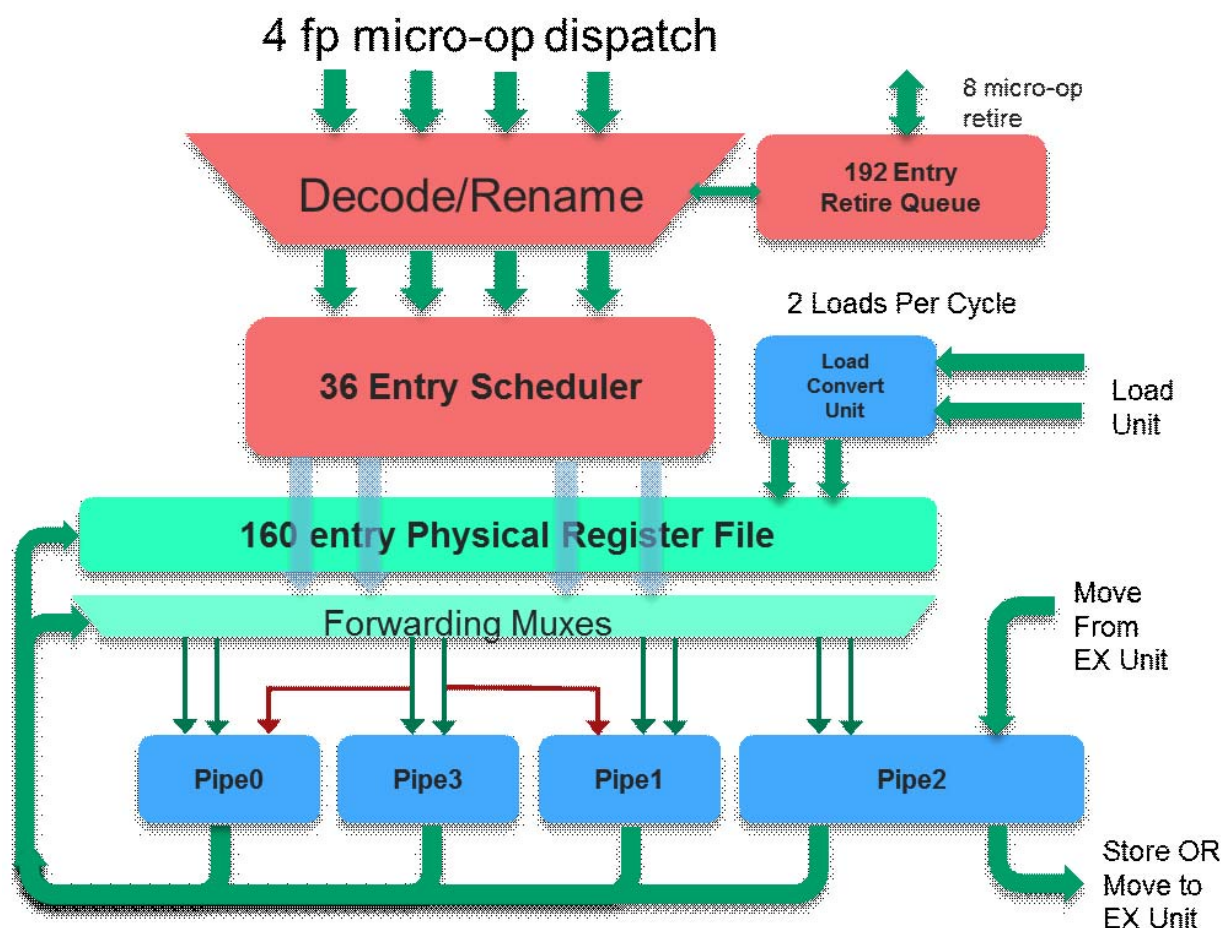 4 fp micro-op dispatch
8 micro-op
retire
Decode/Rename
192 Entry
Retire Queue
2 Loads Per Cycle
36 Entry Scheduler
Load
Convert
Unit
Load
Unit
160 entry Physical Register File
Forwarding Muxes
Move
From
EX Unit
Pipe0
Pipe3
Pipe1
Pipe2
Store OR
Move to
EX Unit